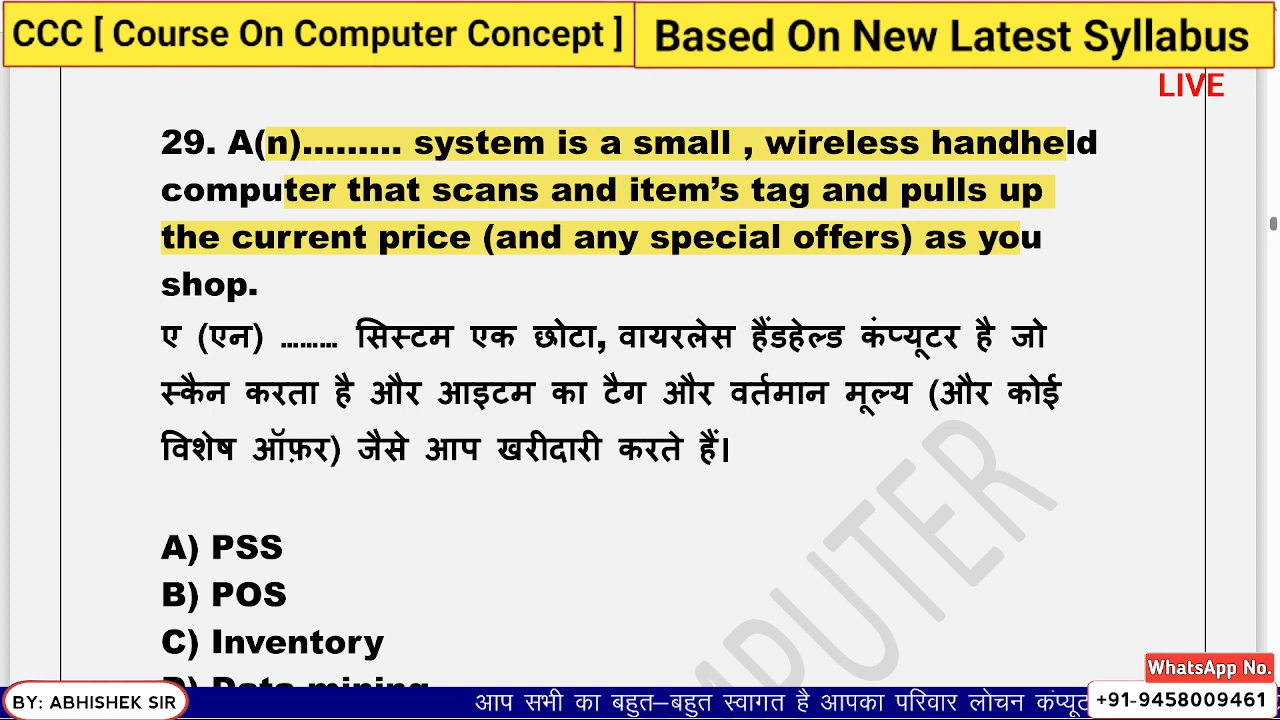 CCC [ Course On Computer Concept ]
Based On New Latest Syllabus
LIVE
29. A(n)......... system is a small , wireless handheld
computer that scans and item’s tag and pulls up
the current price (and any special offers) as you
shop.
ए (एन) ......... सिस्टम एक छोटा, वायरलेस हैंडहेल्ड कंप्यूटर है जो
स्कैन करता है और आइटम का टैग और वर्तमान मूल्य (और कोई
विशेष ऑफ़र) जैसे आप खरीदारी करते हैं।
A) PSS
B) POS
C) Inventory
D) Data mining
WhatsApp No.
BY: ABHISHEK SIR
आप सभी का बहुत–बहुत स्वागत है आपका परिवार लोचन
+91-9458009461